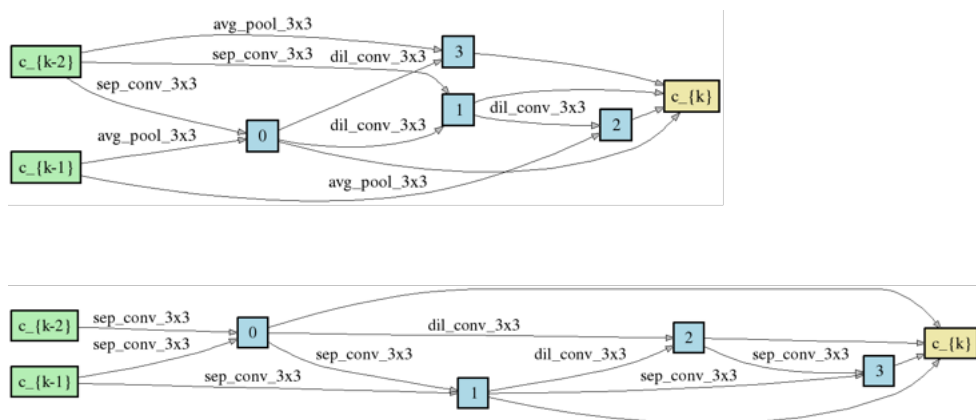 avg_pool_3x3
3
c_{k-2}
sep_conv_3x3
dil_conv_3x3
sep_conv_3x3
c_{k}
1
dil_conv_3x3
2
dil_conv_3x3
0
avg_pool_3x3
c_{k-1}
avg_pool_3x3
c_{k-2}
sep_conv_3x3
0
dil_conv_3x3
2
c_{k}
sep_conv_3x3
sep_conv_3x3
dil_conv_3x3
sep_conv_3x3
c_{k-1}
sep_conv_3x3
1
sep_conv_3x3
3